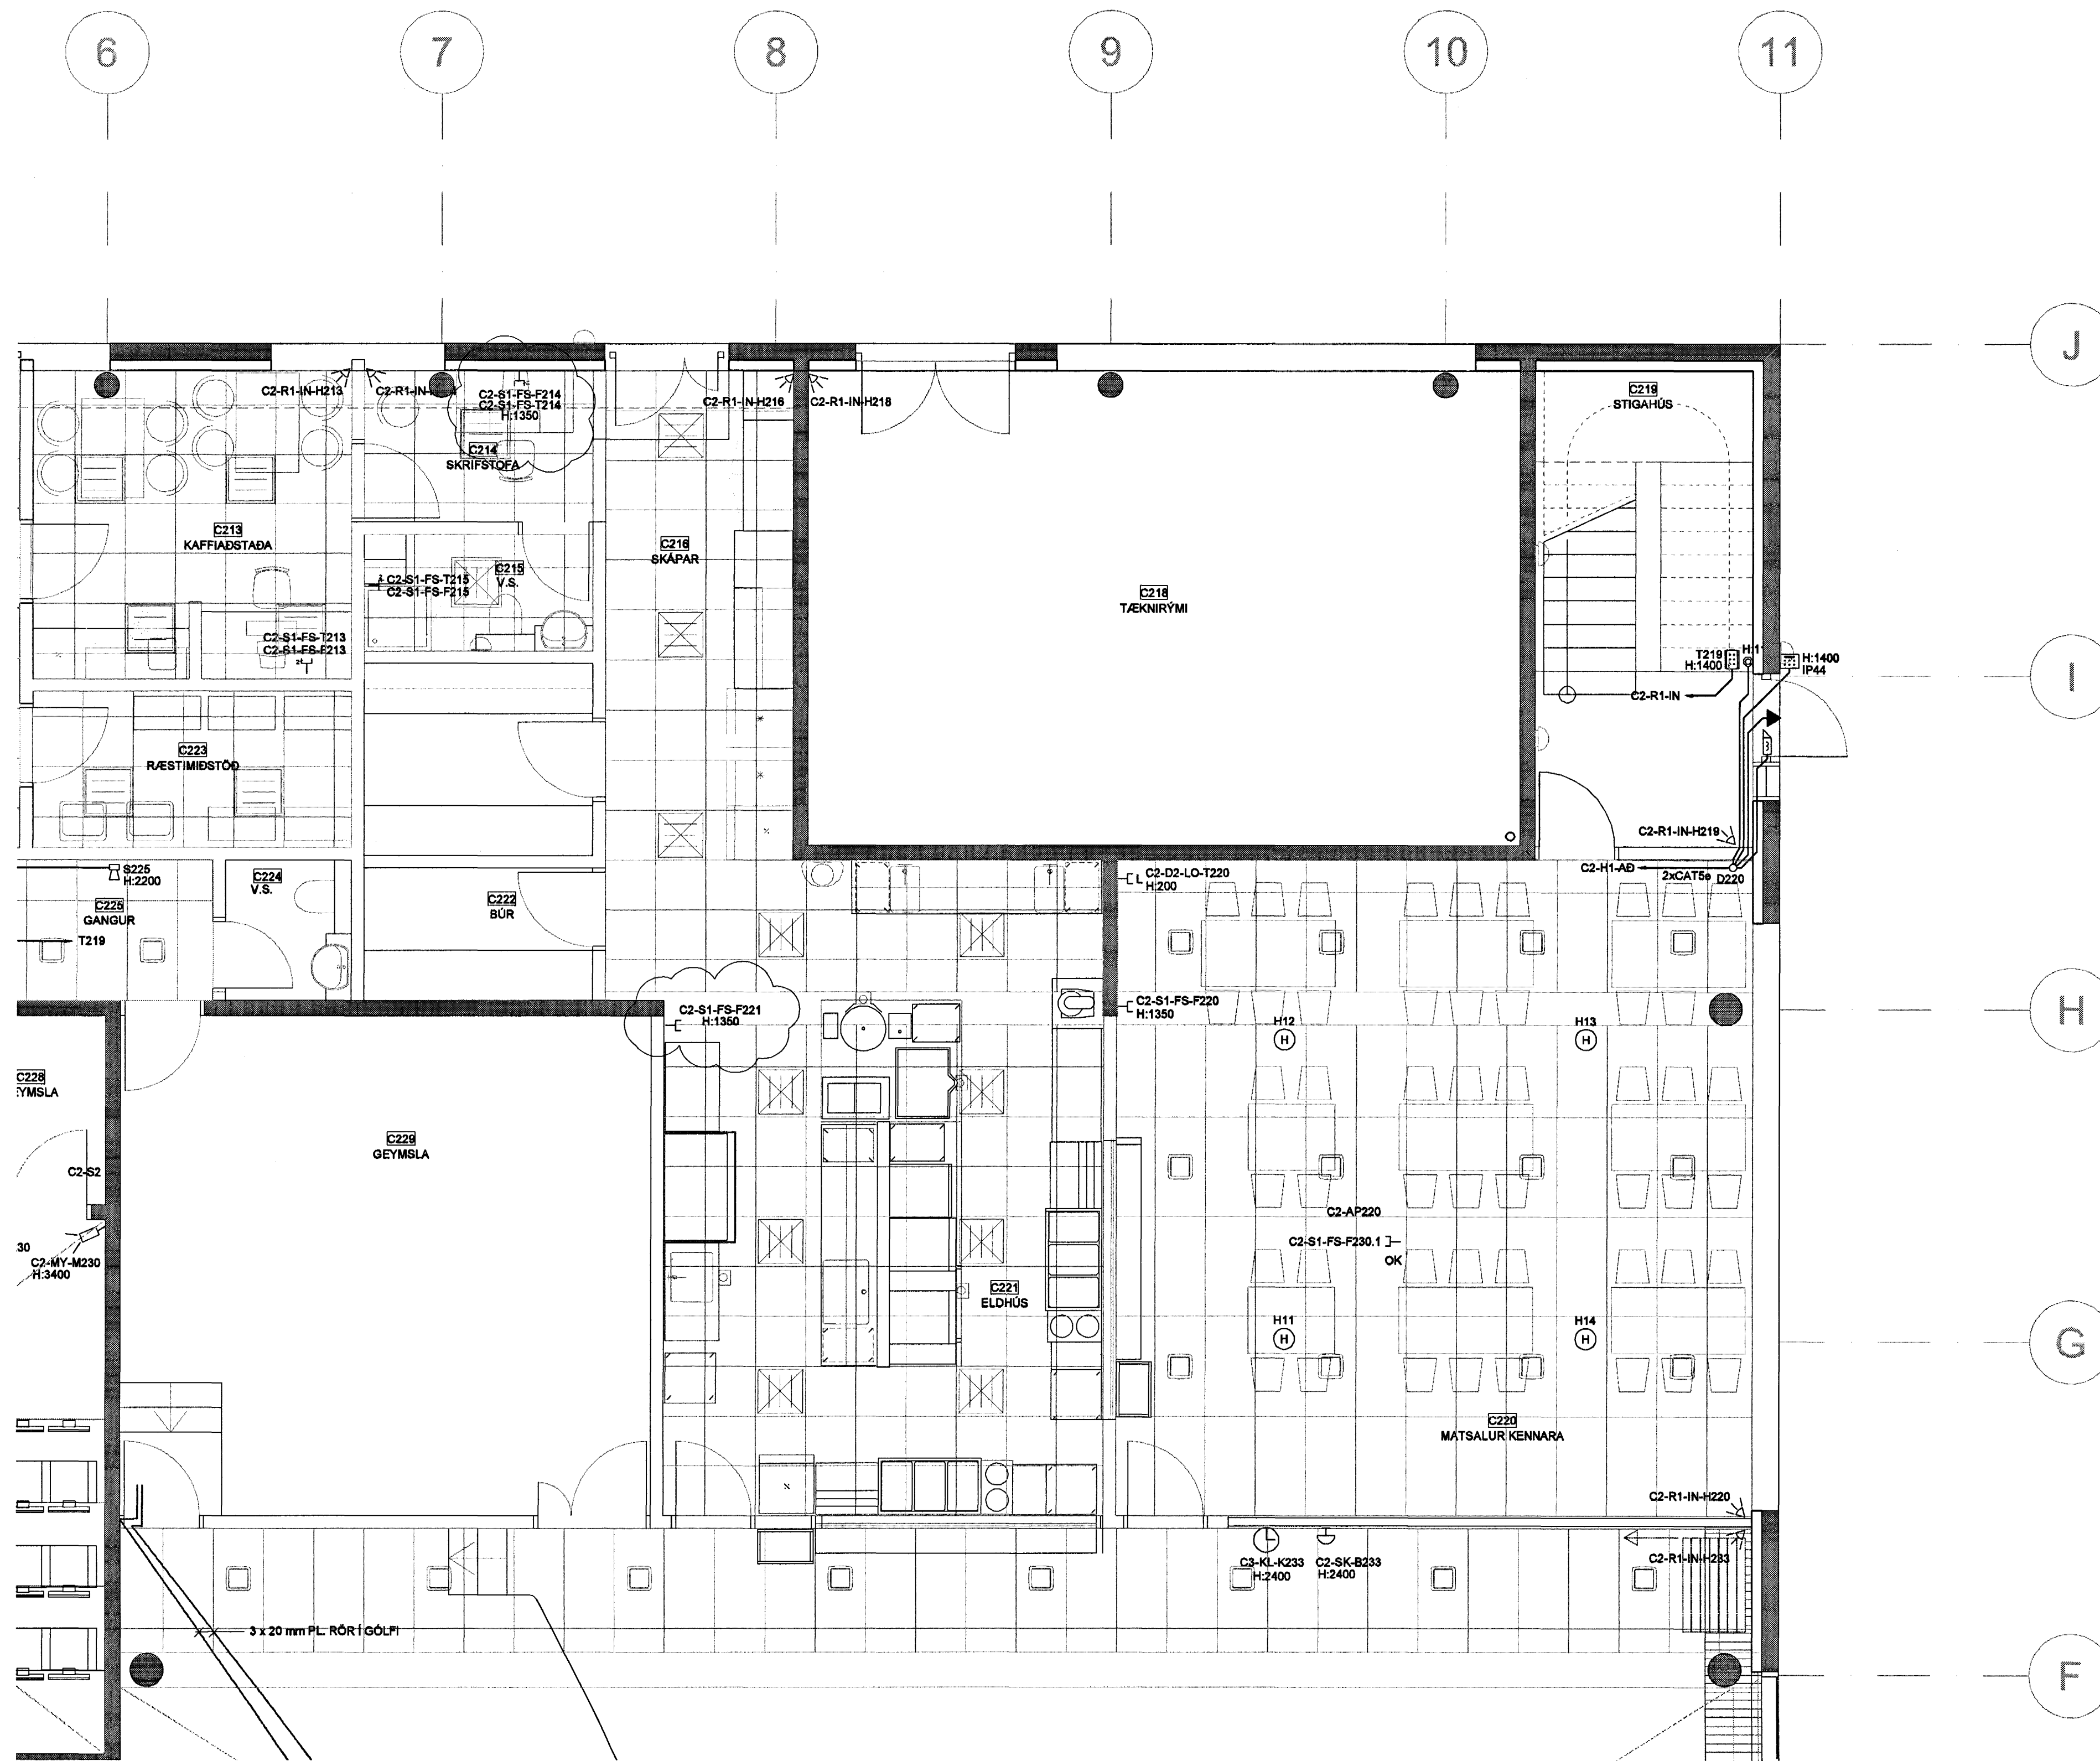 6
7
8
9
10
11
J
I
H
G
F
C2-R1-IN-H213
C2-R1-IN-
C2-S1-FS-F214
C2-S1-FS-T214
H:1350
C214
SKRIFSTOFA
C2-R1-IN-H216
C2-R1-IN-H218
C219
STIGAHÚS
C213
KAFFIAÐSTAÐA
C216
SKÁPAR
C215
V.S.
C2-S1-FS-T215
C2-S1-FS-F215
C218
TÆKNIRÝMI
C2-S1-FS-T213
C2-S1-FS-F213
T219
H:1400
H:1400
IP44
C2-R1-IN
C223
RÆSTIMIÐSTÖÐ
C2-R1-IN-H219
C2-H1-AÐ
2xCAT5e
D220
S225
H:2200
C224
V.S.
C225
GANGUR
T219
C222
BÚR
C2-D2-LO-T220
H:200
C2-S1-FS-F221
H:1350
C2-S1-FS-F220
H:1350
H12
H
H13
H
C228
EYMSLA
C229
GEYMSLA
C2-S2
30
C2-MY-M230
H:3400
C2-AP220
C2-S1-FS-F230.1
OK
C221
ELDHÚS
H11
H
H14
H
C220
MATSALUR KENNARA
C2-R1-IN-H220
C3-KL-K233
H:2400
C2-SK-B233
H:2400
C2-R1-IN-H233
3 x 20 mm PL. RÖR Í GÓLFI